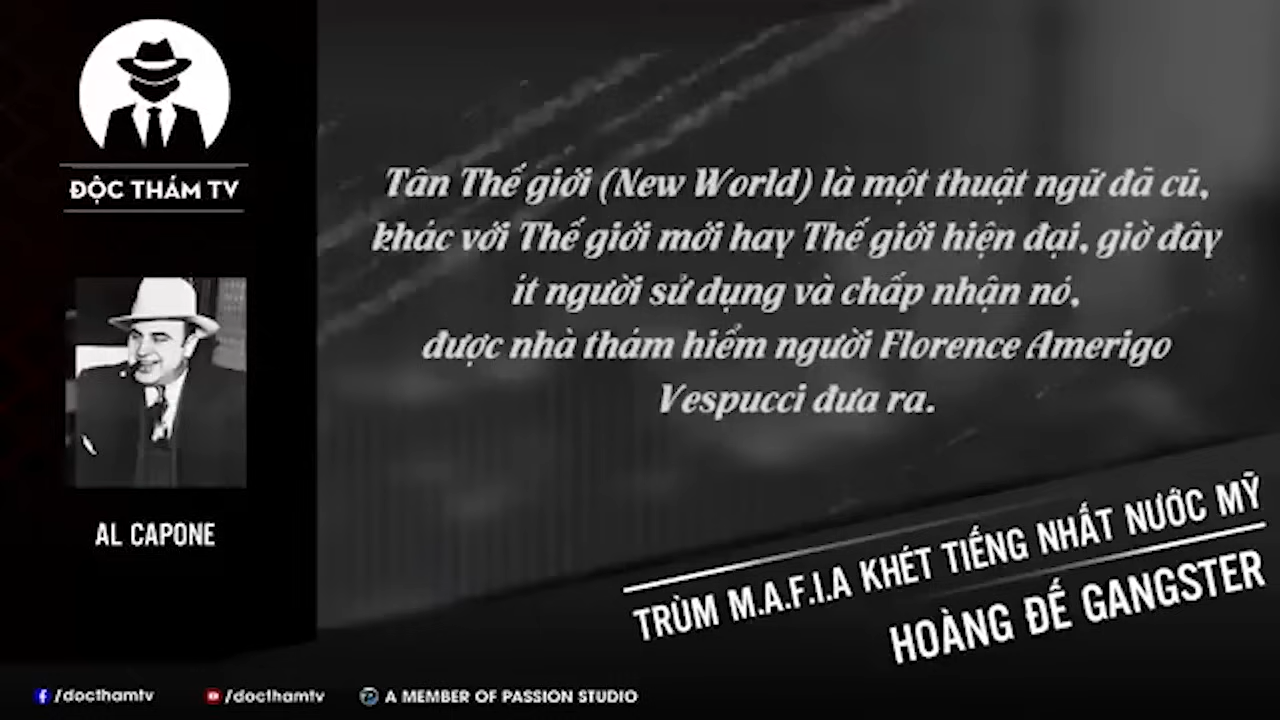 ĐỘC THÁM TV
AL CAPONE
Tân Thế giới (New World) là một thuật ngữ đã cũ,
khác với Thế giới mới hay Thế giới hiện đại, giờ đây
ít người sử dụng và chấp nhận nó,
được nhà thám hiểm người Florence Amerigo
Vespucci đưa ra.
TRÙM M.A.F.I.A KHÉT TIẾNG NHẤT NƯỚC MỸ
HOÀNG ĐẾ GANGSTER
/docthamtv
/docthamtv
A MEMBER OF PASSION STUDIO